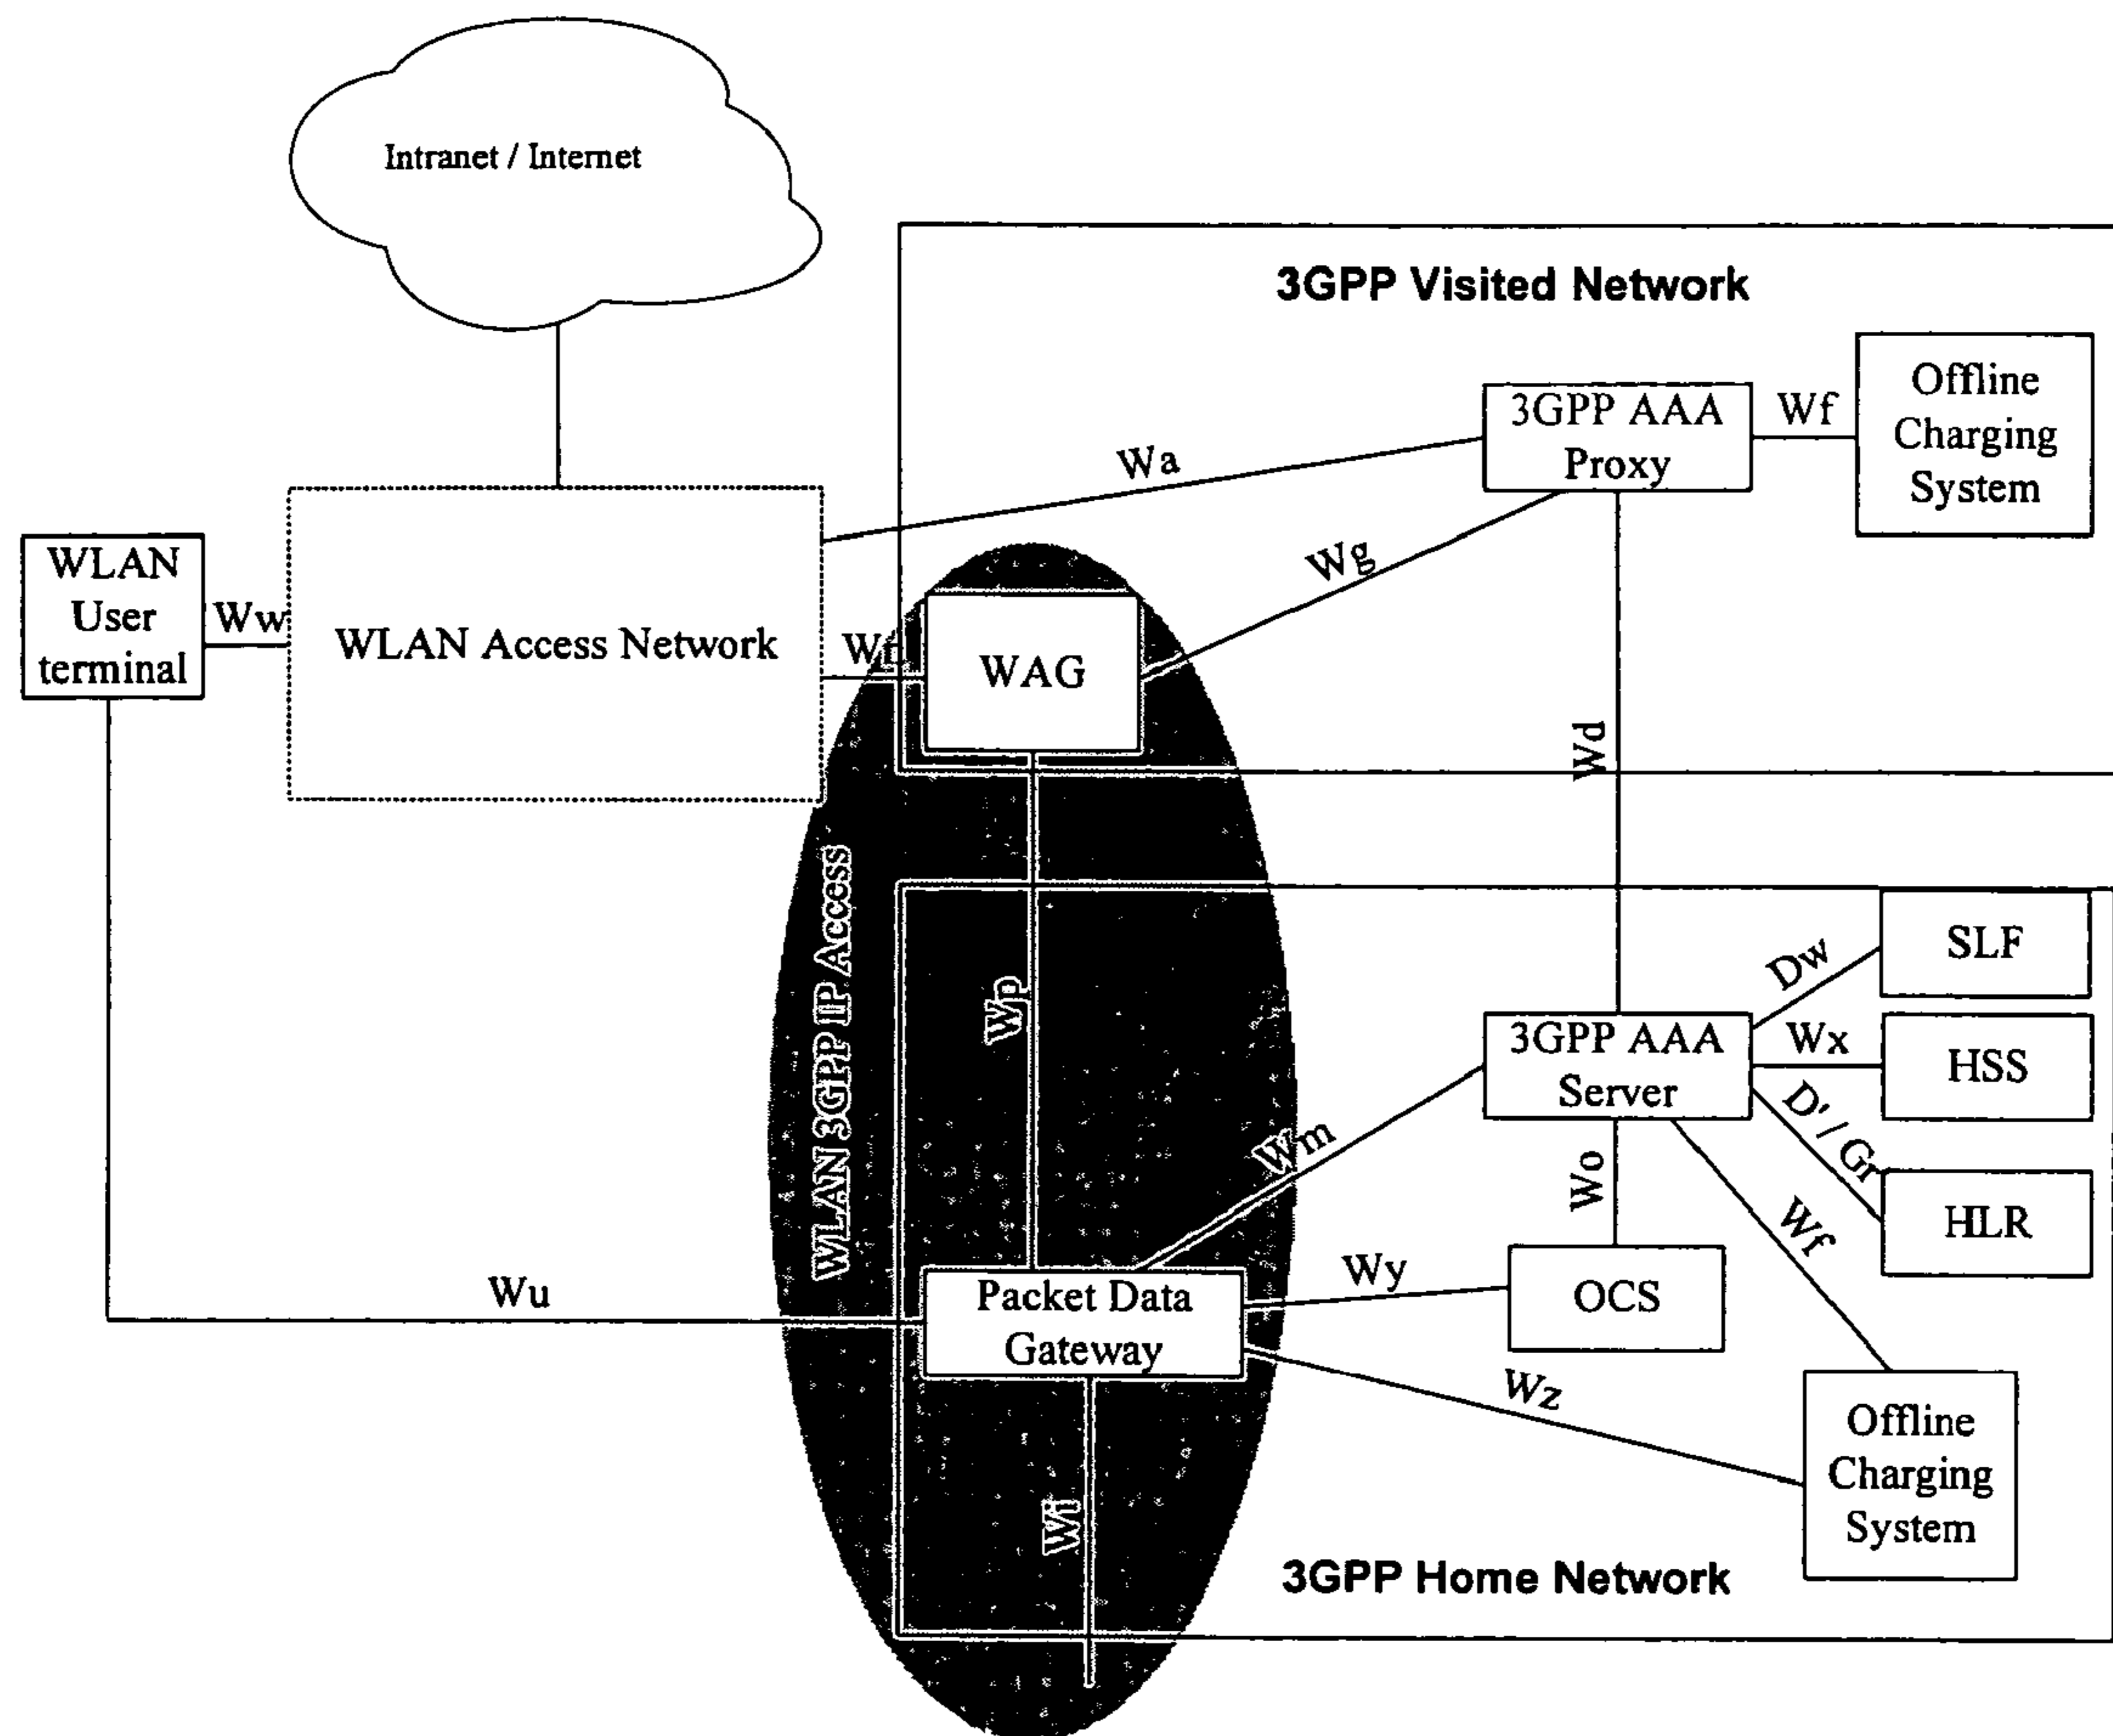 Intranet / Internet
3GPP Visited Network
Offline
Charging
System
3GPP AAA
Proxy
Wf
Wa
Wg
WLAN
User
terminal
Ww
WLAN Access Network
WAG
Wd
WLAN 3GPP IP Access
Wp
SLF
Dw
3GPP AAA
Server
Wx
HSS
D' / Gr
HLR
Wm
Wo
Wf
Wu
Packet Data
Gateway
Wy
OCS
Wz
Offline
Charging
System
Wi
3GPP Home Network